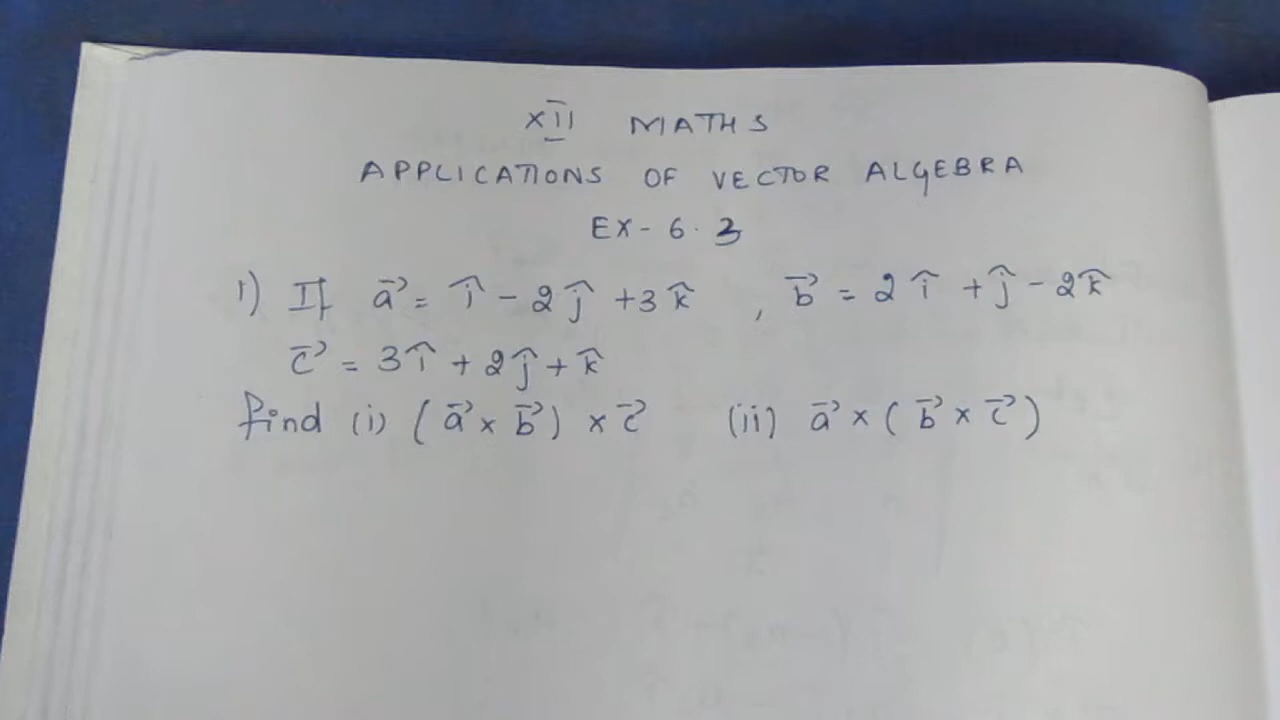 XII MATHS
APPLICATIONS OF VECTOR ALGEBRA
EX- 6.3
1) If a⃗ = î - 2ĵ + 3k̂ , b⃗ = 2î + ĵ - 2k̂
c⃗ = 3î + 2ĵ + k̂
find (i) (a⃗ × b⃗) × c⃗ (ii) a⃗ × (b⃗ × c⃗)